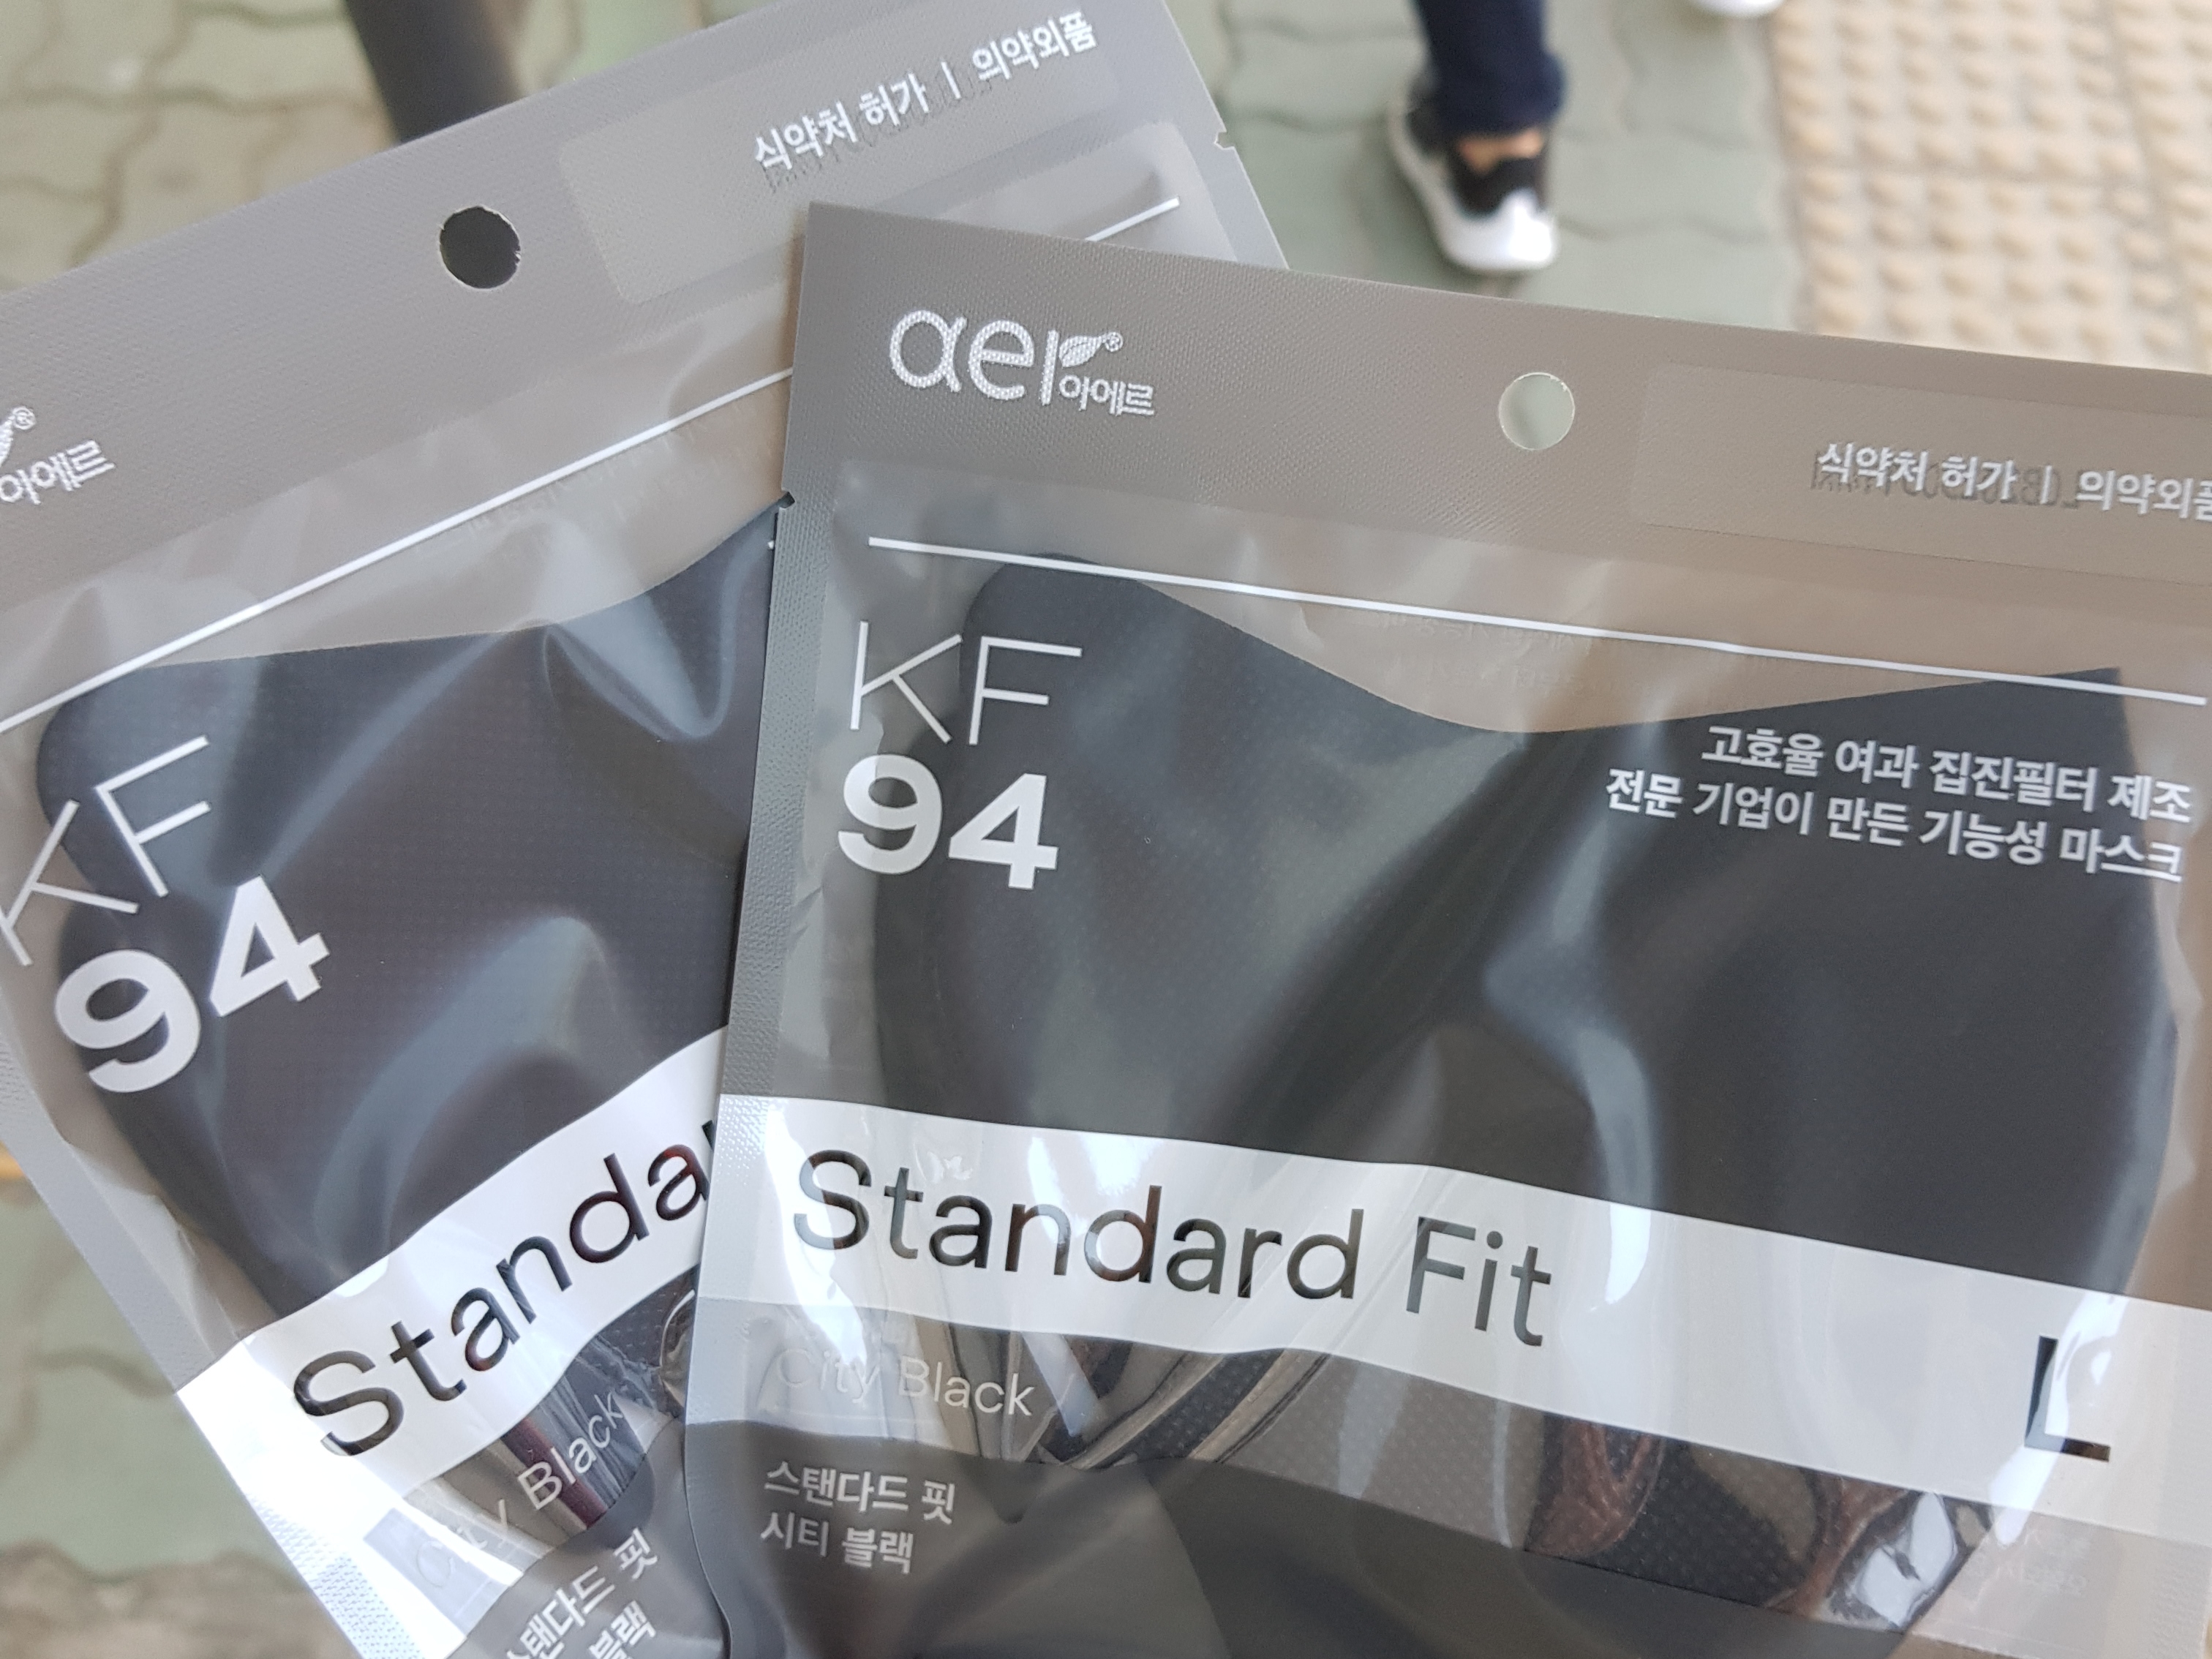 식약처 허가 | 의약외품
아에르
KF
94
Standa
City Black
스탠다드 핏
블랙
aer
아에르
식약처 허가 | 의약외품
KF
94
고효율 여과 집진필터 제조
전문 기업이 만든 기능성 마스크
Standard Fit
L
City Black
스탠다드 핏
시티 블랙